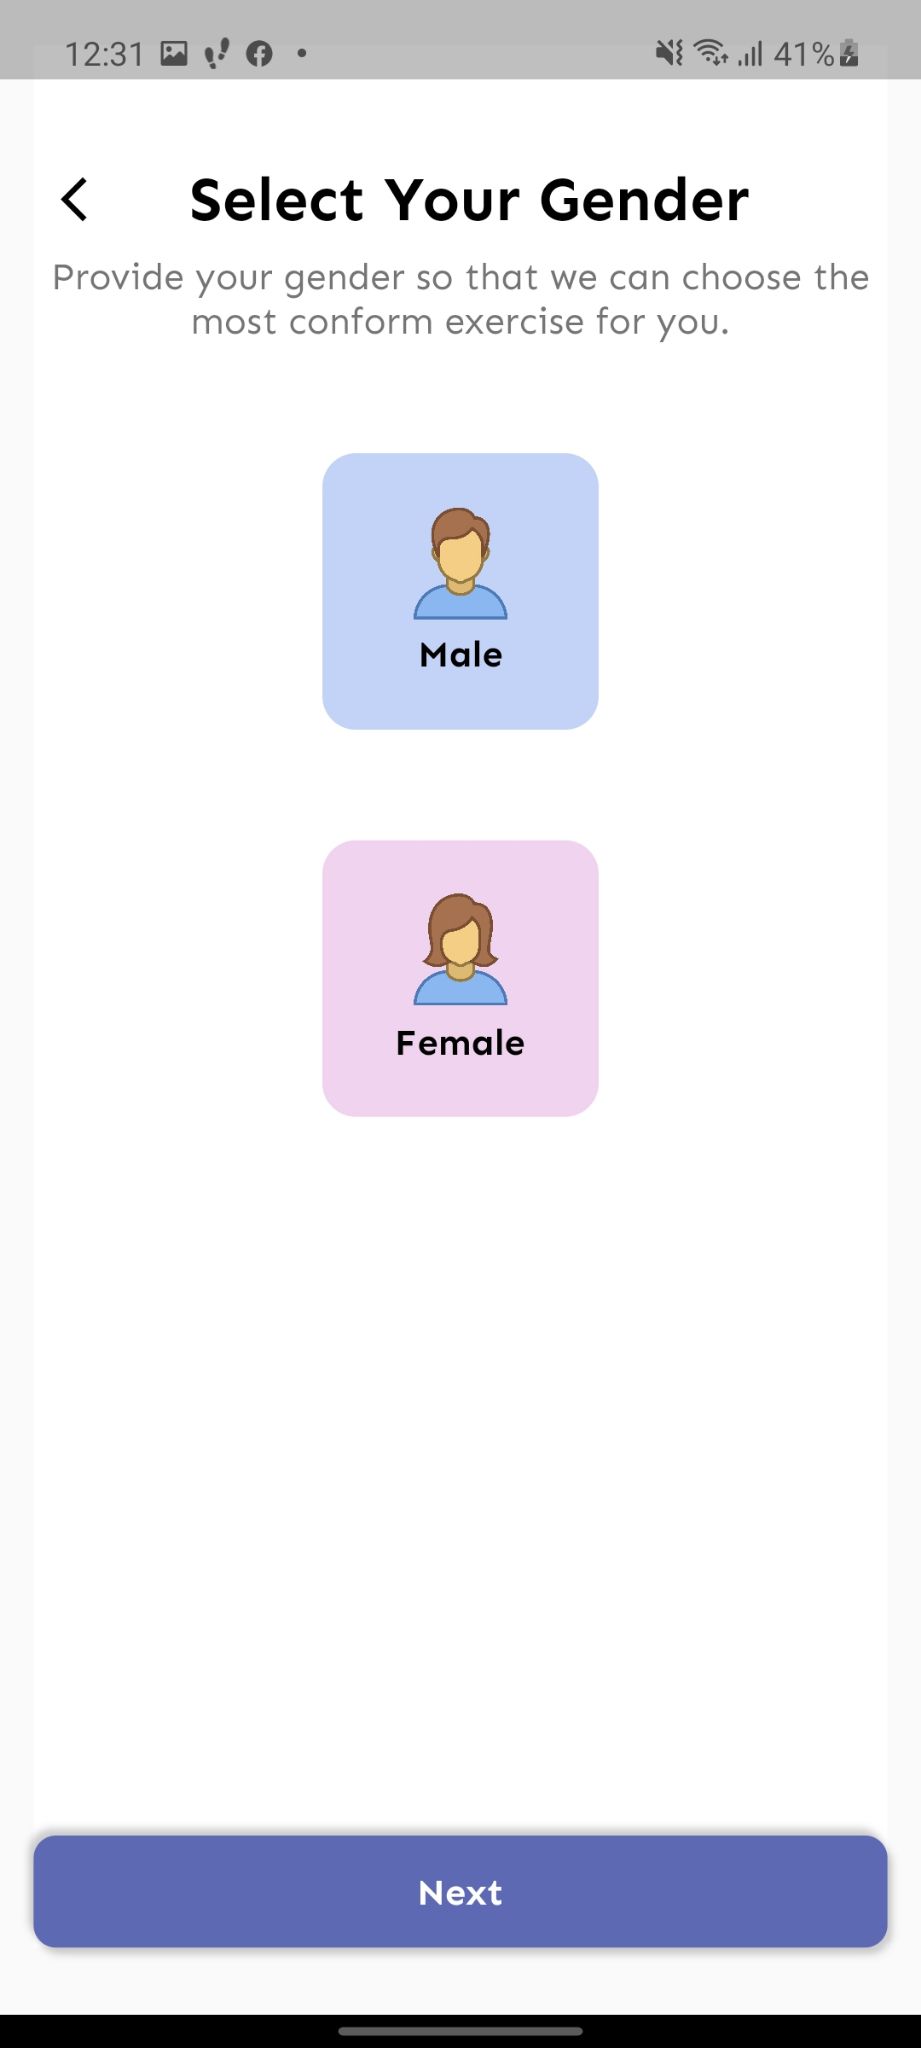 12:31 41%
Select Your Gender
Provide your gender so that we can choose the
most conform exercise for you.
Male
Female
Next